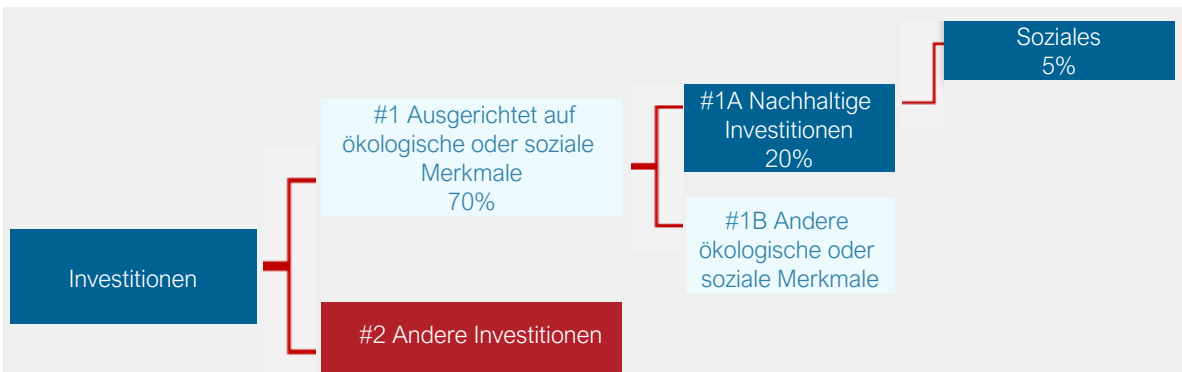 Soziales
5%
#1A Nachhaltige
Investitionen
20%
#1 Ausgerichtet auf
ökologische oder soziale
Merkmale
70%
#1B Andere
ökologische oder
soziale Merkmale
Investitionen
#2 Andere Investitionen